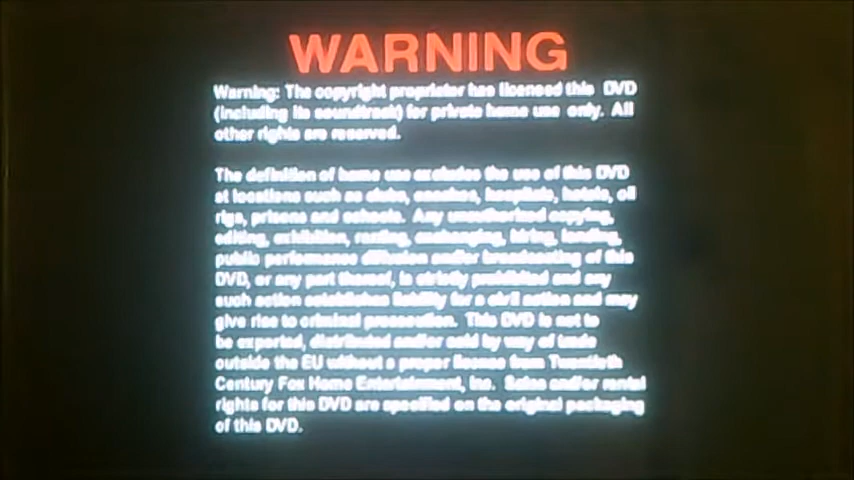 WARNING
Warning: The copyright proprietor has licensed this DVD
(including its soundtrack) for private home use only. All
other rights are reserved.
The definition of home use excludes the use of this DVD
at locations such as clubs, coaches, hospitals, hotels, oil
rigs, prisons and schools. Any unauthorized copying,
editing, exhibition, renting, exchanging, hiring, lending,
public performance diffusion and/or broadcasting of this
DVD, or any part thereof, is strictly prohibited and any
such action establishes liability for a civil action and may
give rise to criminal prosecution. This DVD is not to
be exported, distributed and/or sold by way of trade
outside the EU without a proper license from Twentieth
Century Fox Home Entertainment, Inc. Sales and/or rental
rights for this DVD are specified on the original packaging
of this DVD.